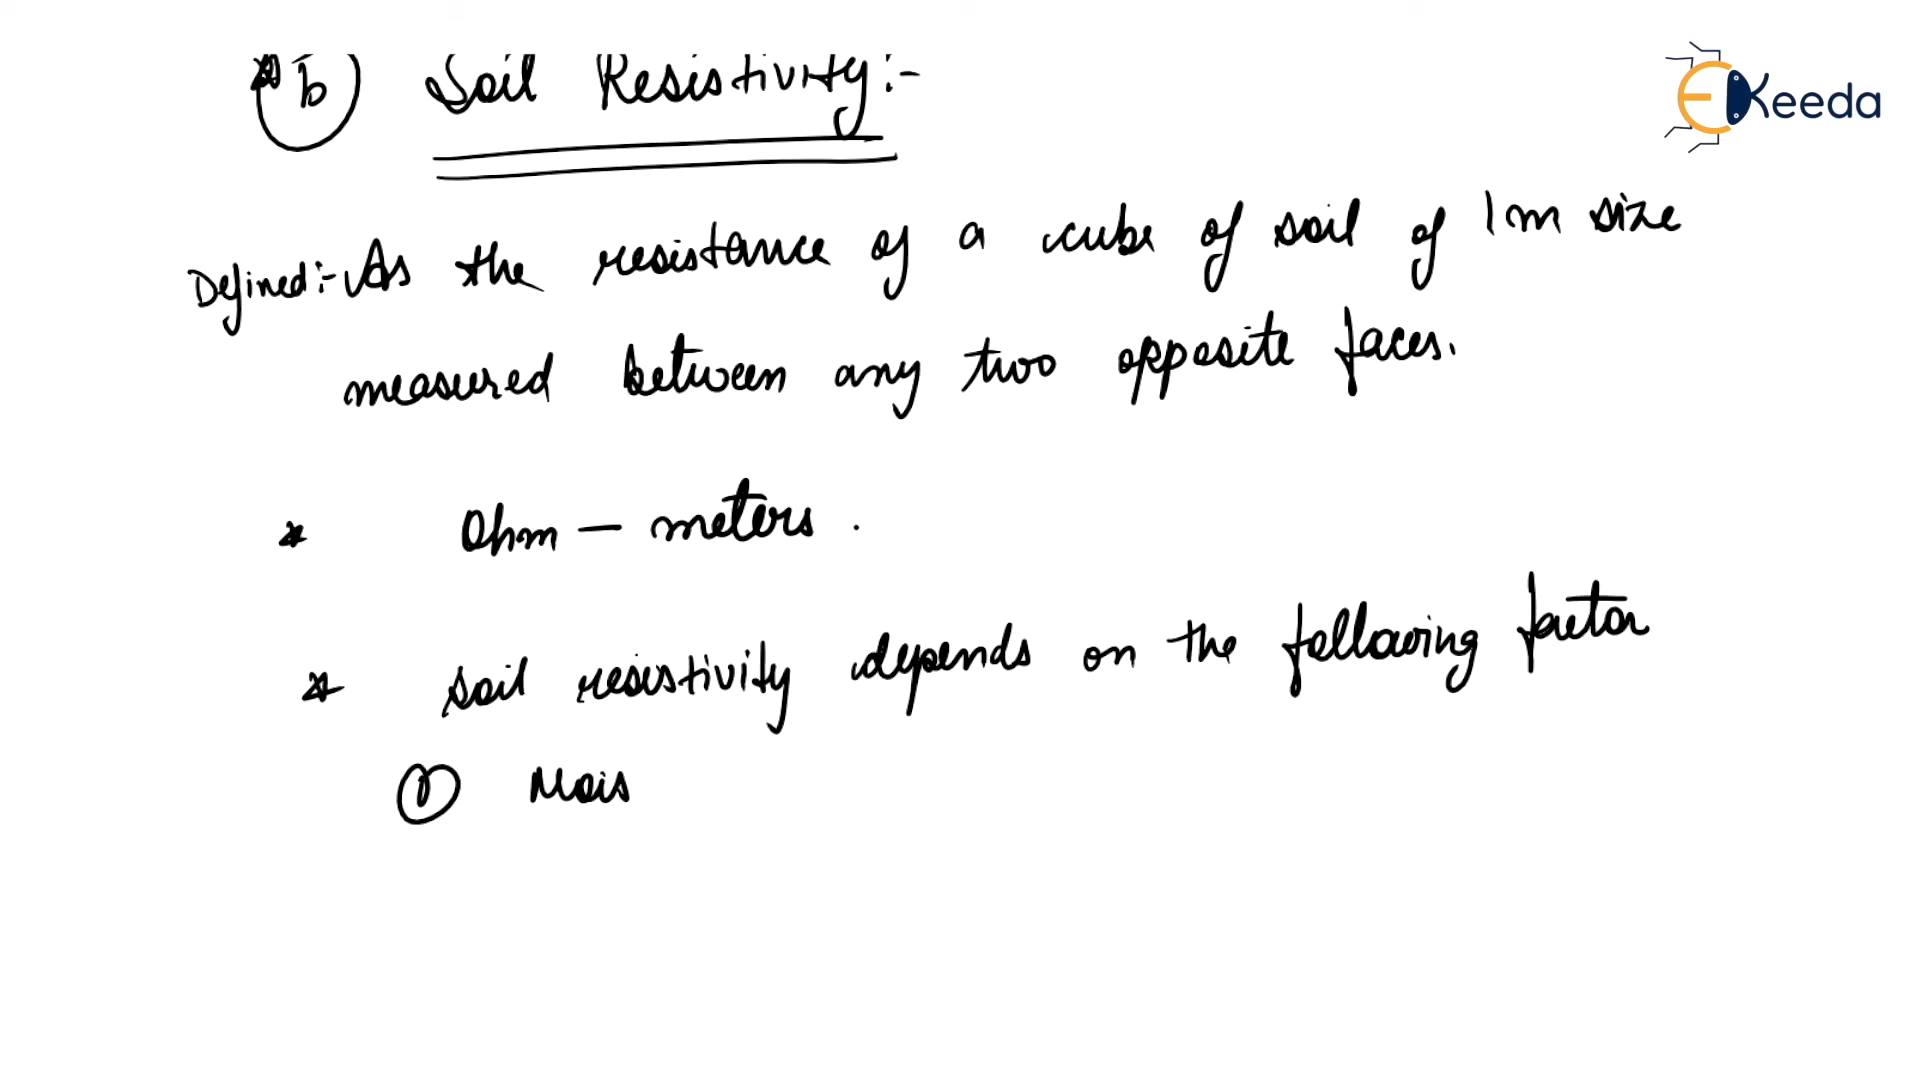 b Soil Resistivity:-
EKeeda
Defined:- As the resistance of a cube of soil of 1m size
measured between any two opposite faces.
* Ohm - meters.
* soil resistivity depends on the following factor
① Mois